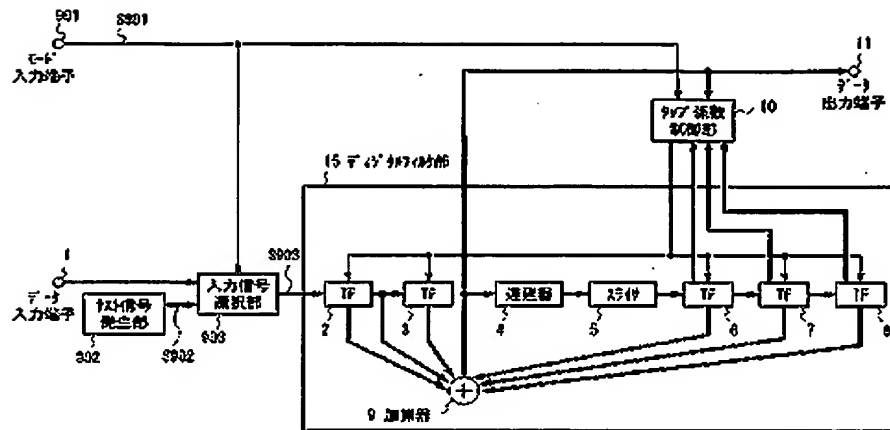 901
S901
モード
入力端子
11
データ
出力端子
タップ係数
制御部
10
15 ディジタルフィルタ部
1
データ
入力端子
テスト信号
発生部
902
S902
入力信号
選択部
903
S903
TF
2
TF
3
遅延器
4
スライサ
5
TF
6
TF
7
TF
8
+
9 加算器